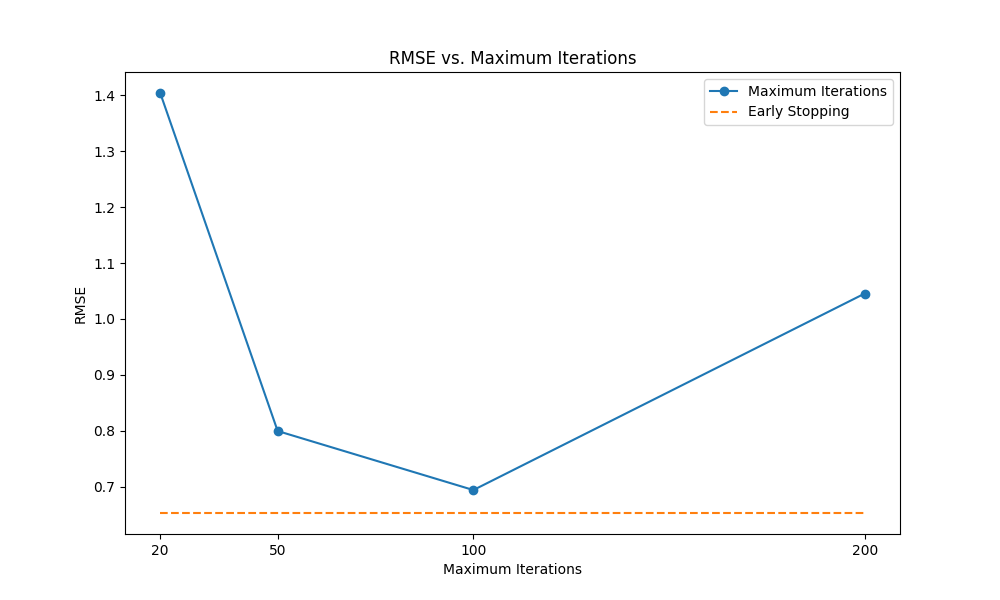 RMSE vs. Maximum Iterations
Maximum Iterations
Early Stopping
1.4
1.3
1.2
1.1
1.0
0.9
0.8
0.7
RMSE
20
50
100
200
Maximum Iterations